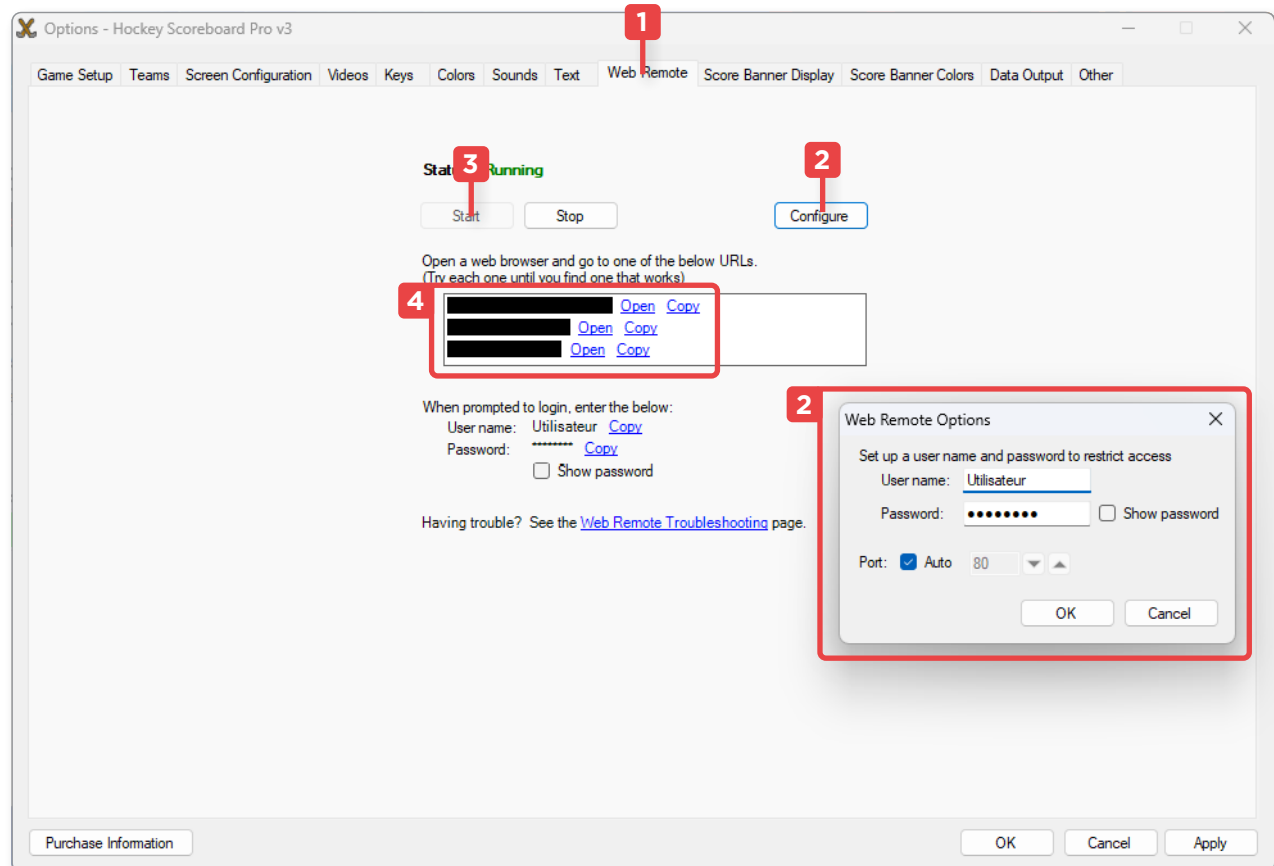 Options - Hockey Scoreboard Pro v3
1
Game Setup Teams Screen Configuration Videos Keys Colors Sounds Text Web Remote Score Banner Display Score Banner Colors Data Output Other
3
2
Running
Start Stop Configure
Open a web browser and go to one of the below URLs.
(Try each one until you find one that works)
4
Open Copy
Open Copy
Open Copy
When prompted to login, enter the below:
User name: Utilisateur Copy
Password: ******** Copy
Show password
Having trouble? See the Web Remote Troubleshooting page.
2
Web Remote Options
Set up a user name and password to restrict access
User name: Utilisateur
Password: ●●●●●●●● Show password
Port: Auto 80
OK Cancel
Purchase Information OK Cancel Apply